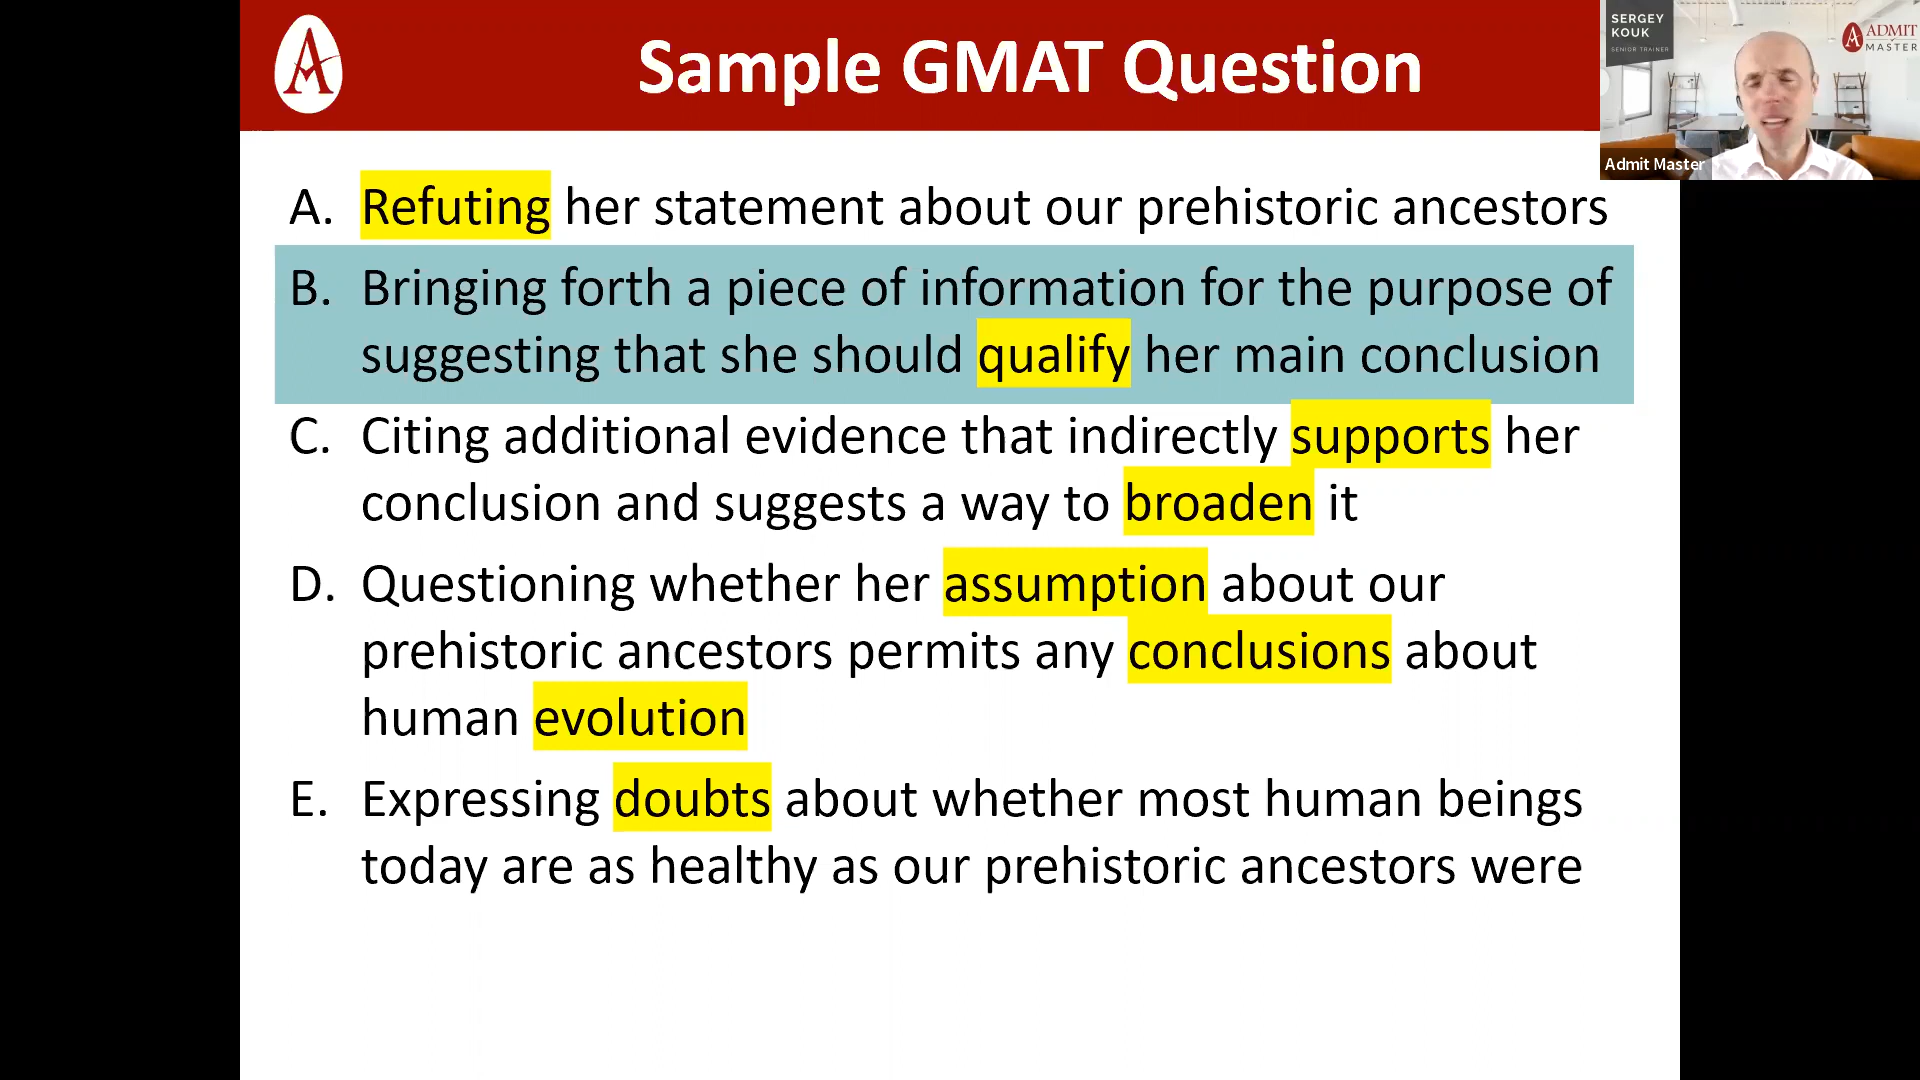 Sample GMAT Question
SERGEY
KOUK
SENIOR TRAINER
ADMIT
MASTER
Admit Master
A. Refuting her statement about our prehistoric ancestors
B. Bringing forth a piece of information for the purpose of
suggesting that she should qualify her main conclusion
C. Citing additional evidence that indirectly supports her
conclusion and suggests a way to broaden it
D. Questioning whether her assumption about our
prehistoric ancestors permits any conclusions about
human evolution
E. Expressing doubts about whether most human beings
today are as healthy as our prehistoric ancestors were